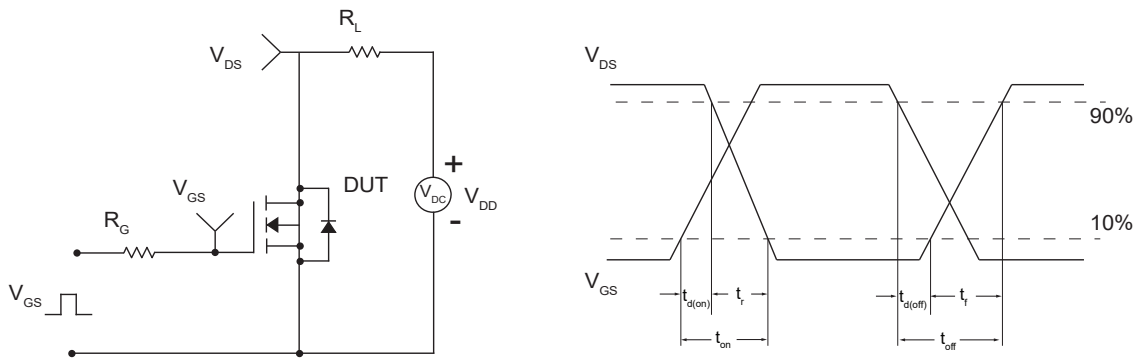 R_L
V_DS
V_GS
DUT
+
V_DC
V_DD
-
R_G
V_GS
V_DS
90%
10%
V_GS
t_d(on)
t_r
t_d(off)
t_f
t_on
t_off